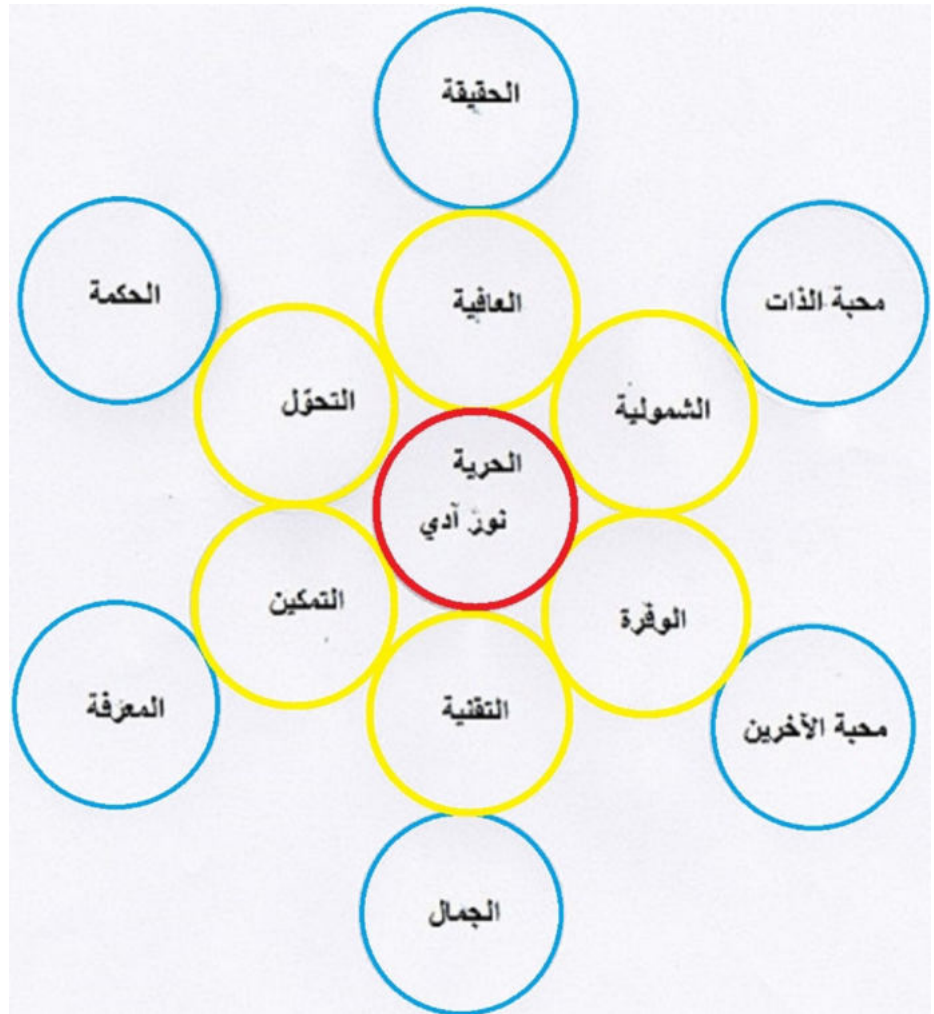 الحقيقة
محبة الذات
الحكمة
العافية
الشمولية
التحوّل
الحرية
نور آدي
التمكين
الوفرة
المعرفة
التقنية
محبة الآخرين
الجمال